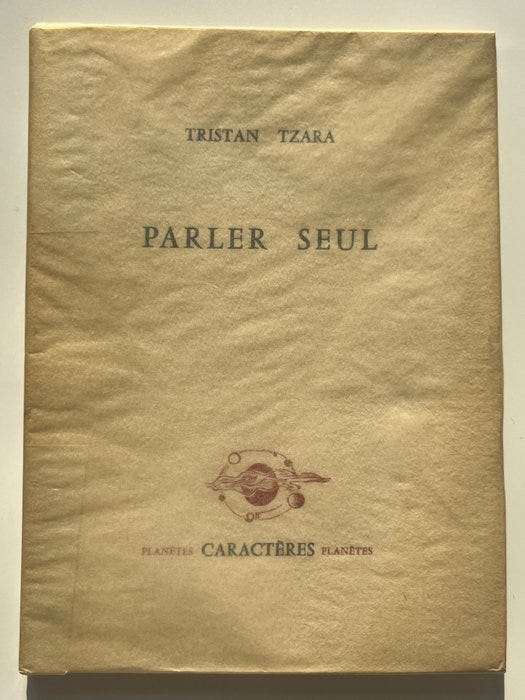 TRISTAN TZARA
PARLER SEUL
PLANÈTES CARACTÈRES PLANÈTES